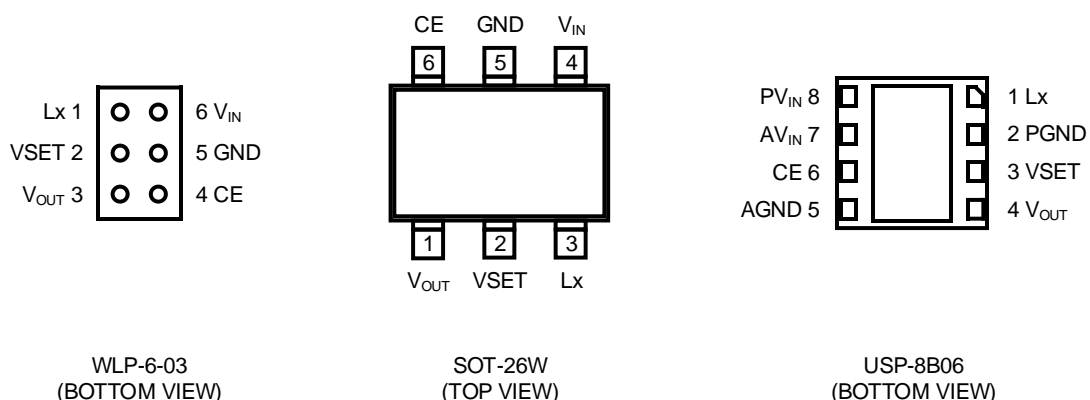 Lx 1
VSET 2
VOUT 3
6 VIN
5 GND
4 CE
WLP-6-03
(BOTTOM VIEW)
CE GND VIN
6 5 4
1 2 3
VOUT VSET Lx
SOT-26W
(TOP VIEW)
PVIN 8
AVIN 7
CE 6
AGND 5
1 Lx
2 PGND
3 VSET
4 VOUT
USP-8B06
(BOTTOM VIEW)